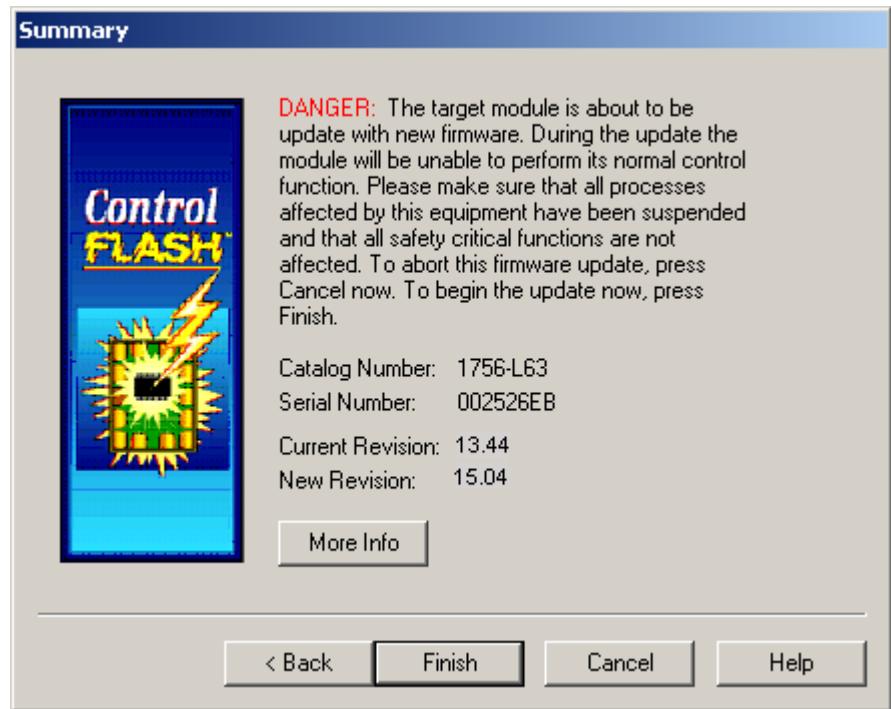 Summary
Control
FLASH™
DANGER: The target module is about to be
update with new firmware. During the update the
module will be unable to perform its normal control
function. Please make sure that all processes
affected by this equipment have been suspended
and that all safety critical functions are not
affected. To abort this firmware update, press
Cancel now. To begin the update now, press
Finish.
Catalog Number: 1756-L63
Serial Number: 002526EB
Current Revision: 13.44
New Revision: 15.04
More Info
< Back Finish Cancel Help